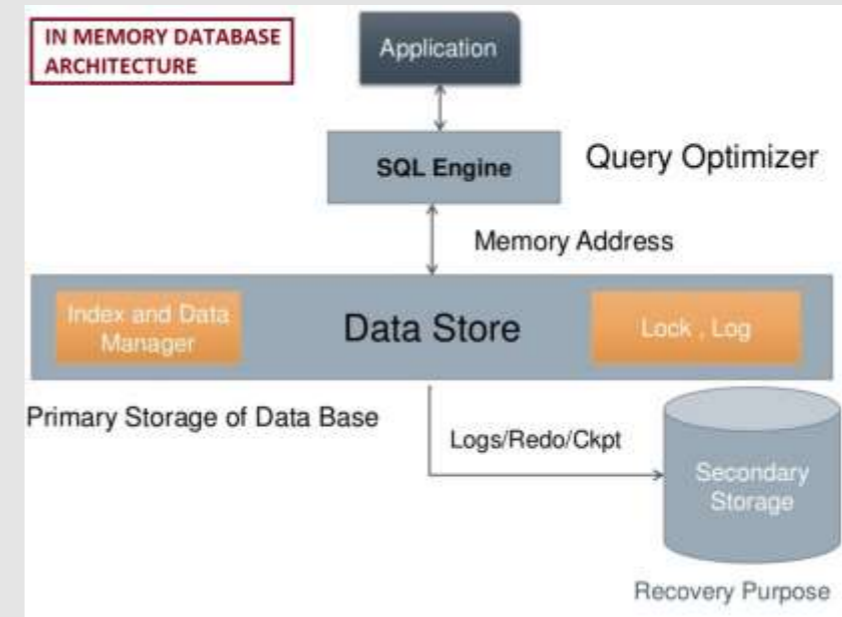 IN MEMORY DATABASE
ARCHITECTURE
Application
SQL Engine
Query Optimizer
Memory Address
Index and Data
Manager
Data Store
Lock , Log
Primary Storage of Data Base
Logs/Redo/Ckpt
Secondary
Storage
Recovery Purpose